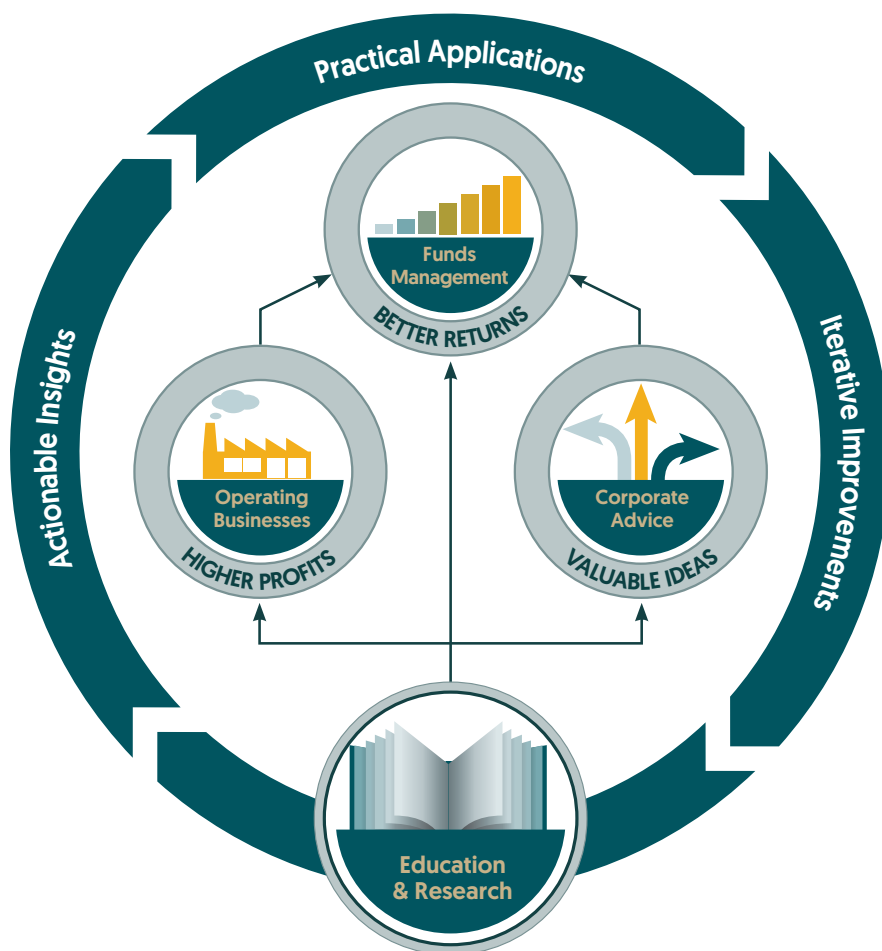 Practical Applications
Funds
Management
BETTER RETURNS
Actionable Insights
Iterative Improvements
Operating
Businesses
HIGHER PROFITS
Corporate
Advice
VALUABLE IDEAS
Education
& Research